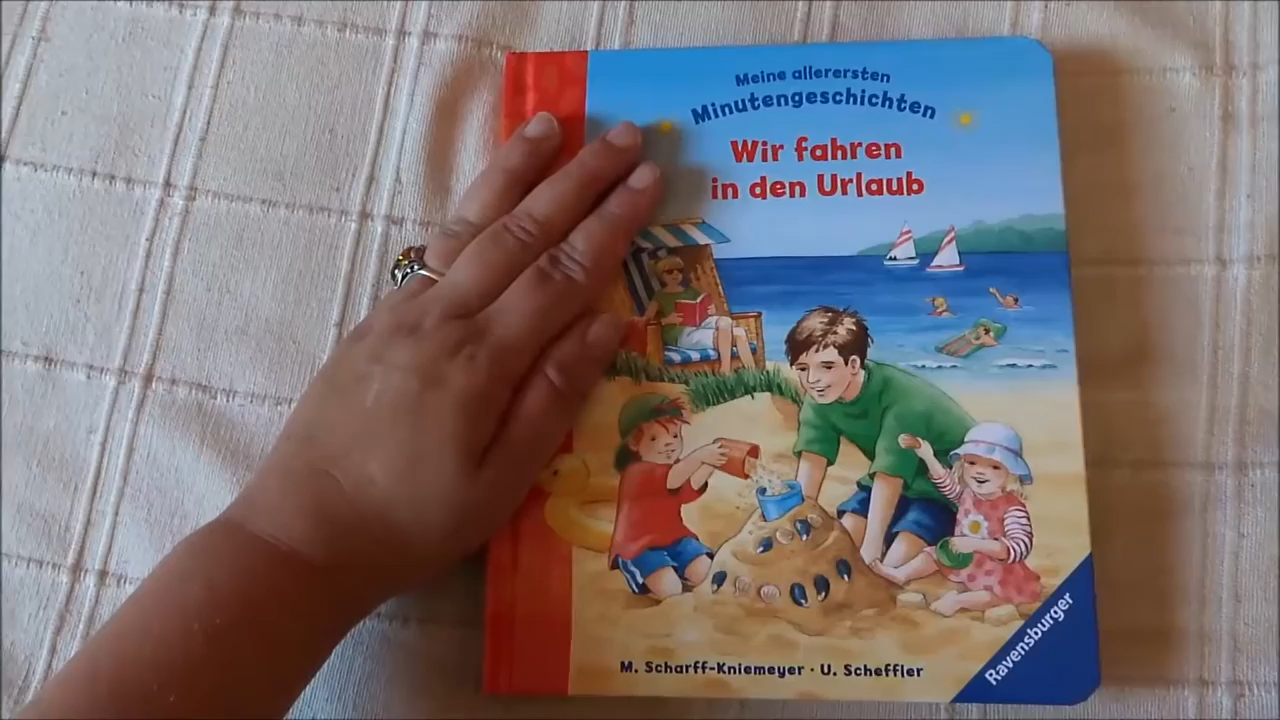 Meine allerersten
Minutengeschichten
Wir fahren
in den Urlaub
M. Scharff-Kniemeyer · U. Scheffler
Ravensburger